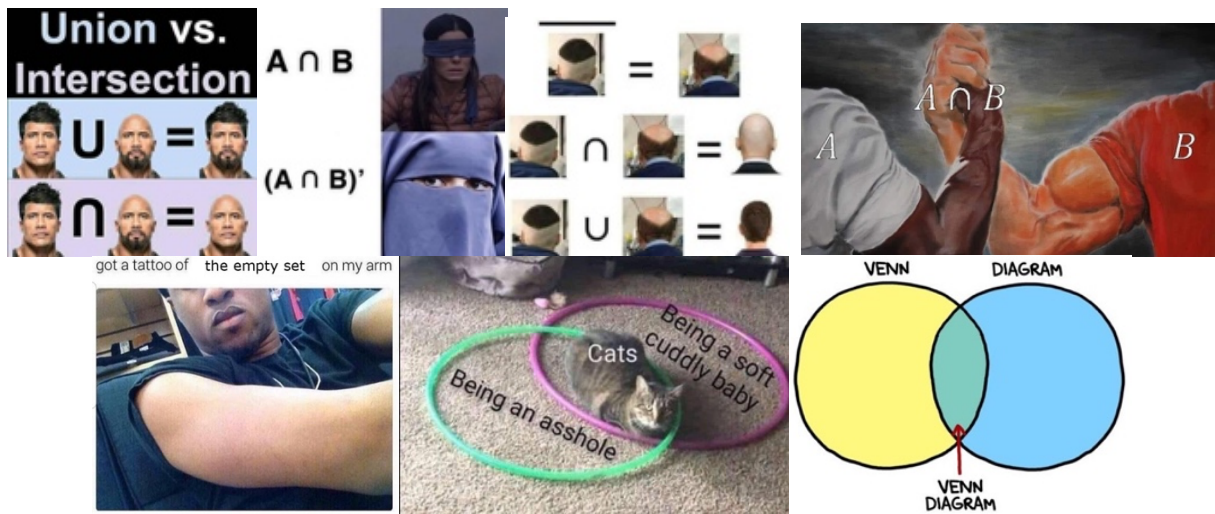 Union vs.
Intersection
∪ =
∩ =
A ∩ B
(A ∩ B)'
=
∩ =
∪ =
A
A ∩ B
B
got a tattoo of the empty set on my arm
Cats
Being a soft
cuddly baby
Being an asshole
VENN DIAGRAM
VENN
DIAGRAM